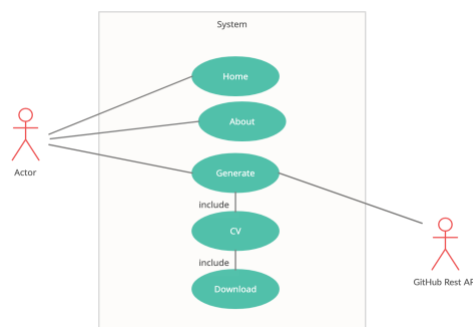 System
Home
About
Actor
Generate
include
CV
include
Download
GitHub Rest AP